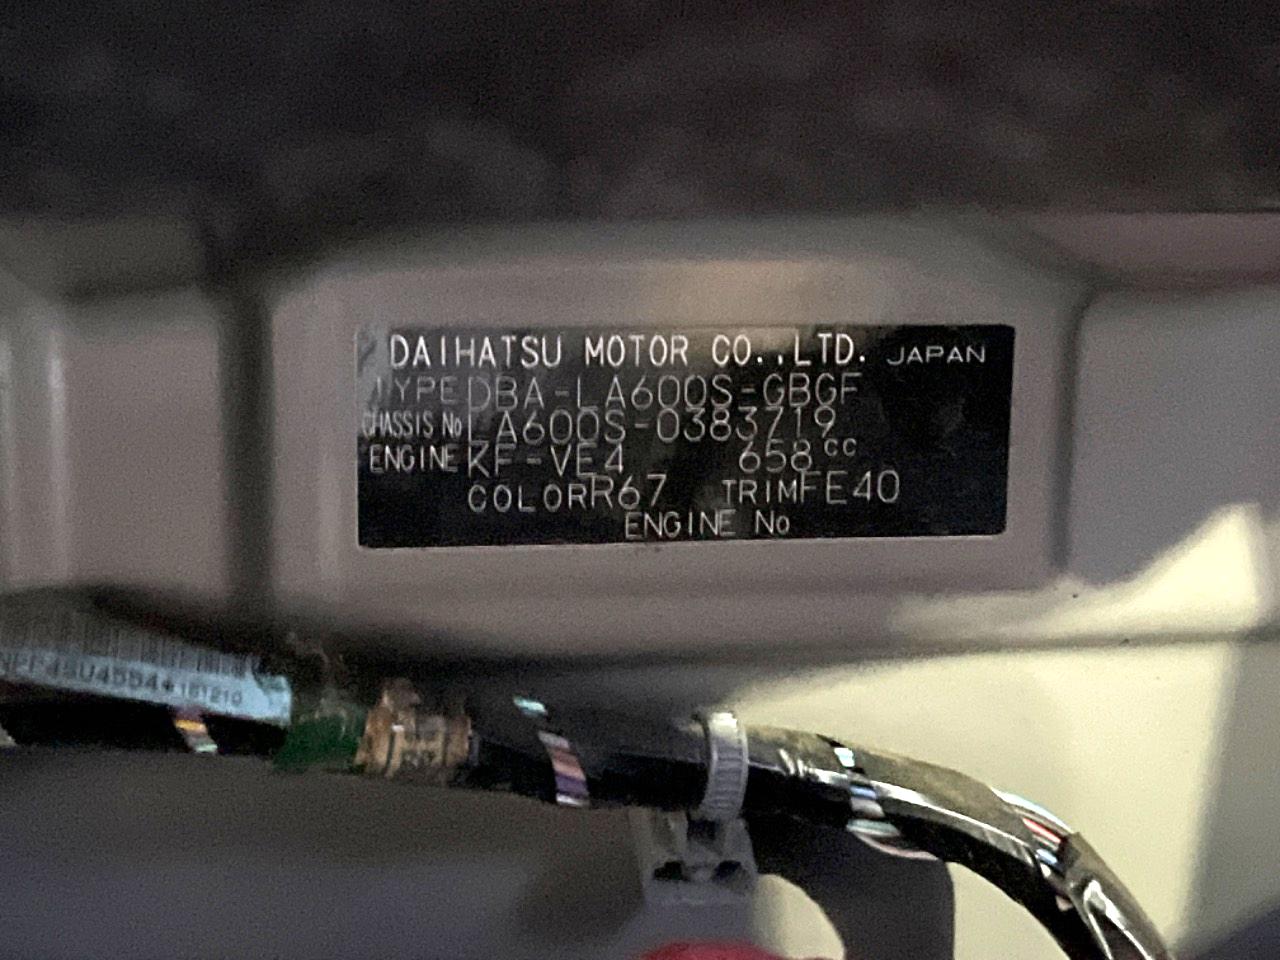 DAIHATSU MOTOR CO.,LTD. JAPAN
TYPE DBA-LA600S-GBGF
CHASSIS No LA600S-0383719
ENGINE KF-VE4 658cc
COLOR R67 TRIM FE40
ENGINE No